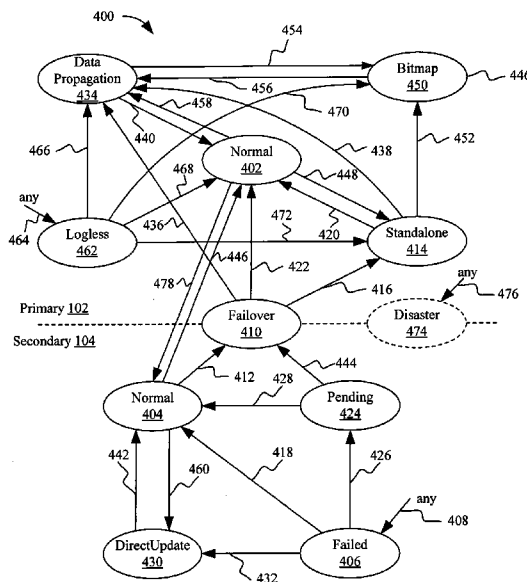 400
454
Data
Propagation
434
456
Bitmap
450
446
458
470
440
Normal
402
438
452
466
468
448
any
464
Logless
462
436
472
420
Standalone
414
478
446
422
416
any
476
Primary 102
Secondary 104
Failover
410
Disaster
474
412
444
Normal
404
428
Pending
424
442
460
418
426
any
408
DirectUpdate
430
432
Failed
406